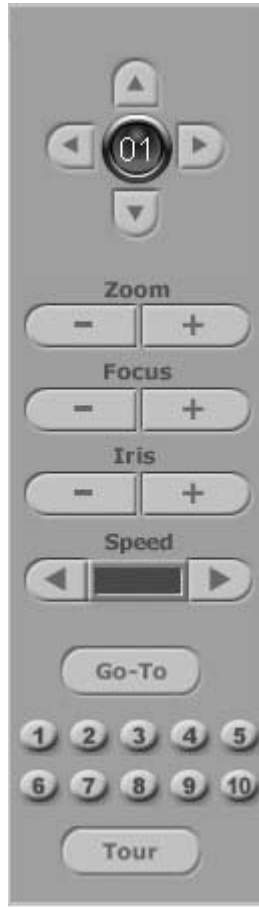 01
Zoom
- +
Focus
- +
Iris
- +
Speed
Go-To
1 2 3 4 5
6 7 8 9 10
Tour